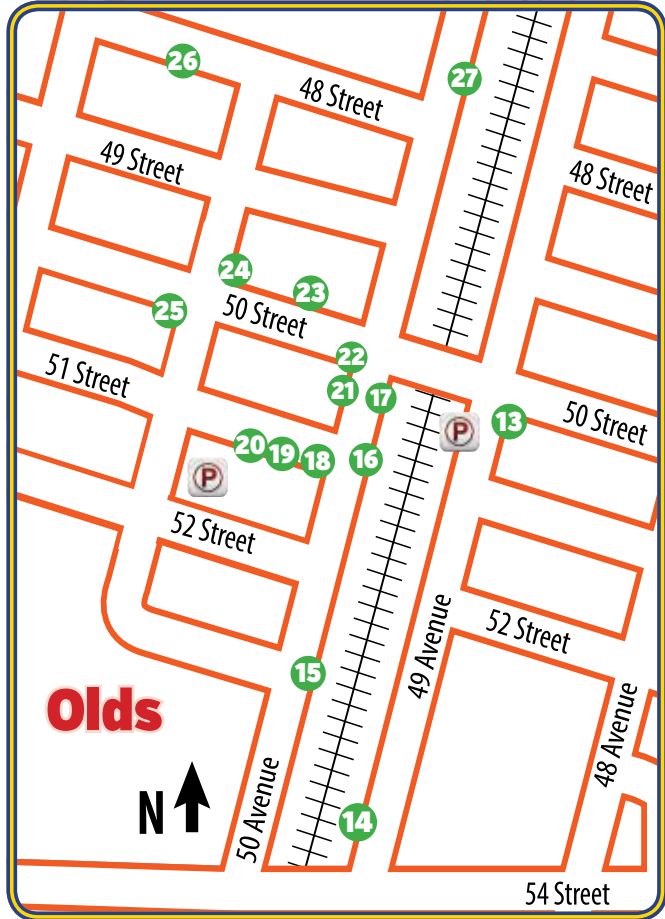 26
27
48 Street
49 Street
48 Street
24
23
25
50 Street
22
51 Street
21
17
13
50 Street
P
20
19
18
16
P
52 Street
52 Street
49 Avenue
15
Olds
48 Avenue
N
50 Avenue
14
54 Street